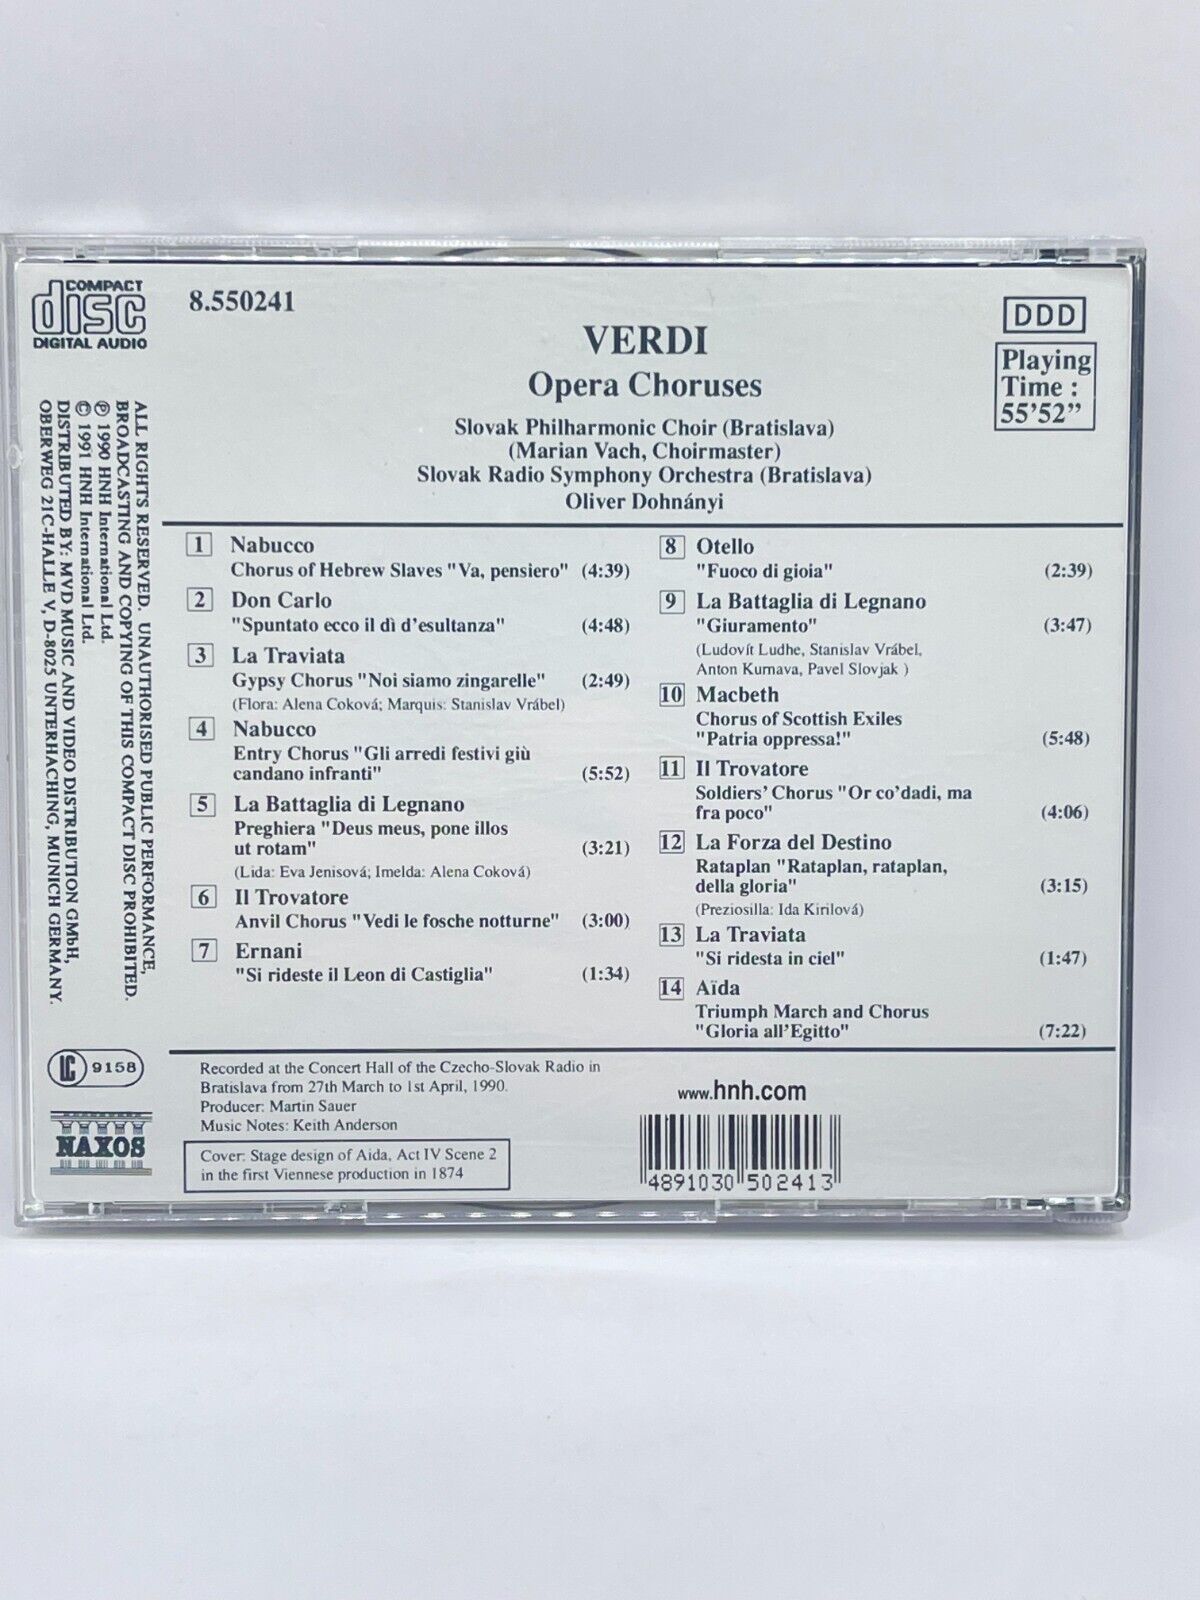 COMPACT
disc
DIGITAL AUDIO
8.550241
DDD
Playing
Time :
55'52"
VERDI
Opera Choruses
Slovak Philharmonic Choir (Bratislava)
(Marian Vach, Choirmaster)
Slovak Radio Symphony Orchestra (Bratislava)
Oliver Dohnányi
1 Nabucco
Chorus of Hebrew Slaves "Va, pensiero" (4:39)
2 Don Carlo
"Spuntato ecco il dì d'esultanza" (4:48)
3 La Traviata
Gypsy Chorus "Noi siamo zingarelle" (2:49)
(Flora: Alena Coková; Marquis: Stanislav Vrábel)
4 Nabucco
Entry Chorus "Gli arredi festivi giù
candano infranti" (5:52)
5 La Battaglia di Legnano
Preghiera "Deus meus, pone illos
ut rotam" (3:21)
(Lida: Eva Jenisová; Imelda: Alena Coková)
6 Il Trovatore
Anvil Chorus "Vedi le fosche notturne" (3:00)
7 Ernani
"Si rideste il Leon di Castiglia" (1:34)
8 Otello
"Fuoco di gioia" (2:39)
9 La Battaglia di Legnano
"Giuramento" (3:47)
(Ludovít Ludhe, Stanislav Vrábel,
Anton Kurnava, Pavel Slovjak )
10 Macbeth
Chorus of Scottish Exiles
"Patria oppressa!" (5:48)
11 Il Trovatore
Soldiers' Chorus "Or co'dadi, ma
fra poco" (4:06)
12 La Forza del Destino
Rataplan "Rataplan, rataplan,
della gloria" (3:15)
(Preziosilla: Ida Kirilová)
13 La Traviata
"Si ridesta in ciel" (1:47)
14 Aïda
Triumph March and Chorus
"Gloria all'Egitto" (7:22)
Recorded at the Concert Hall of the Czecho-Slovak Radio in
Bratislava from 27th March to 1st April, 1990.
Producer: Martin Sauer
Music Notes: Keith Anderson
Cover: Stage design of Aida, Act IV Scene 2
in the first Viennese production in 1874
www.hnh.com
4891030 502413
ALL RIGHTS RESERVED. UNAUTHORISED PUBLIC PERFORMANCE,
BROADCASTING AND COPYING OF THIS COMPACT DISC PROHIBITED.
℗ 1990 HNH International Ltd.
© 1991 HNH International Ltd.
DISTRIBUTED BY: MVD MUSIC AND VIDEO DISTRIBUTION GMbH,
OBERWEG 21C-HALLE V, D-8025 UNTERHACHING, MUNICH GERMANY.
LC 9158
NAXOS